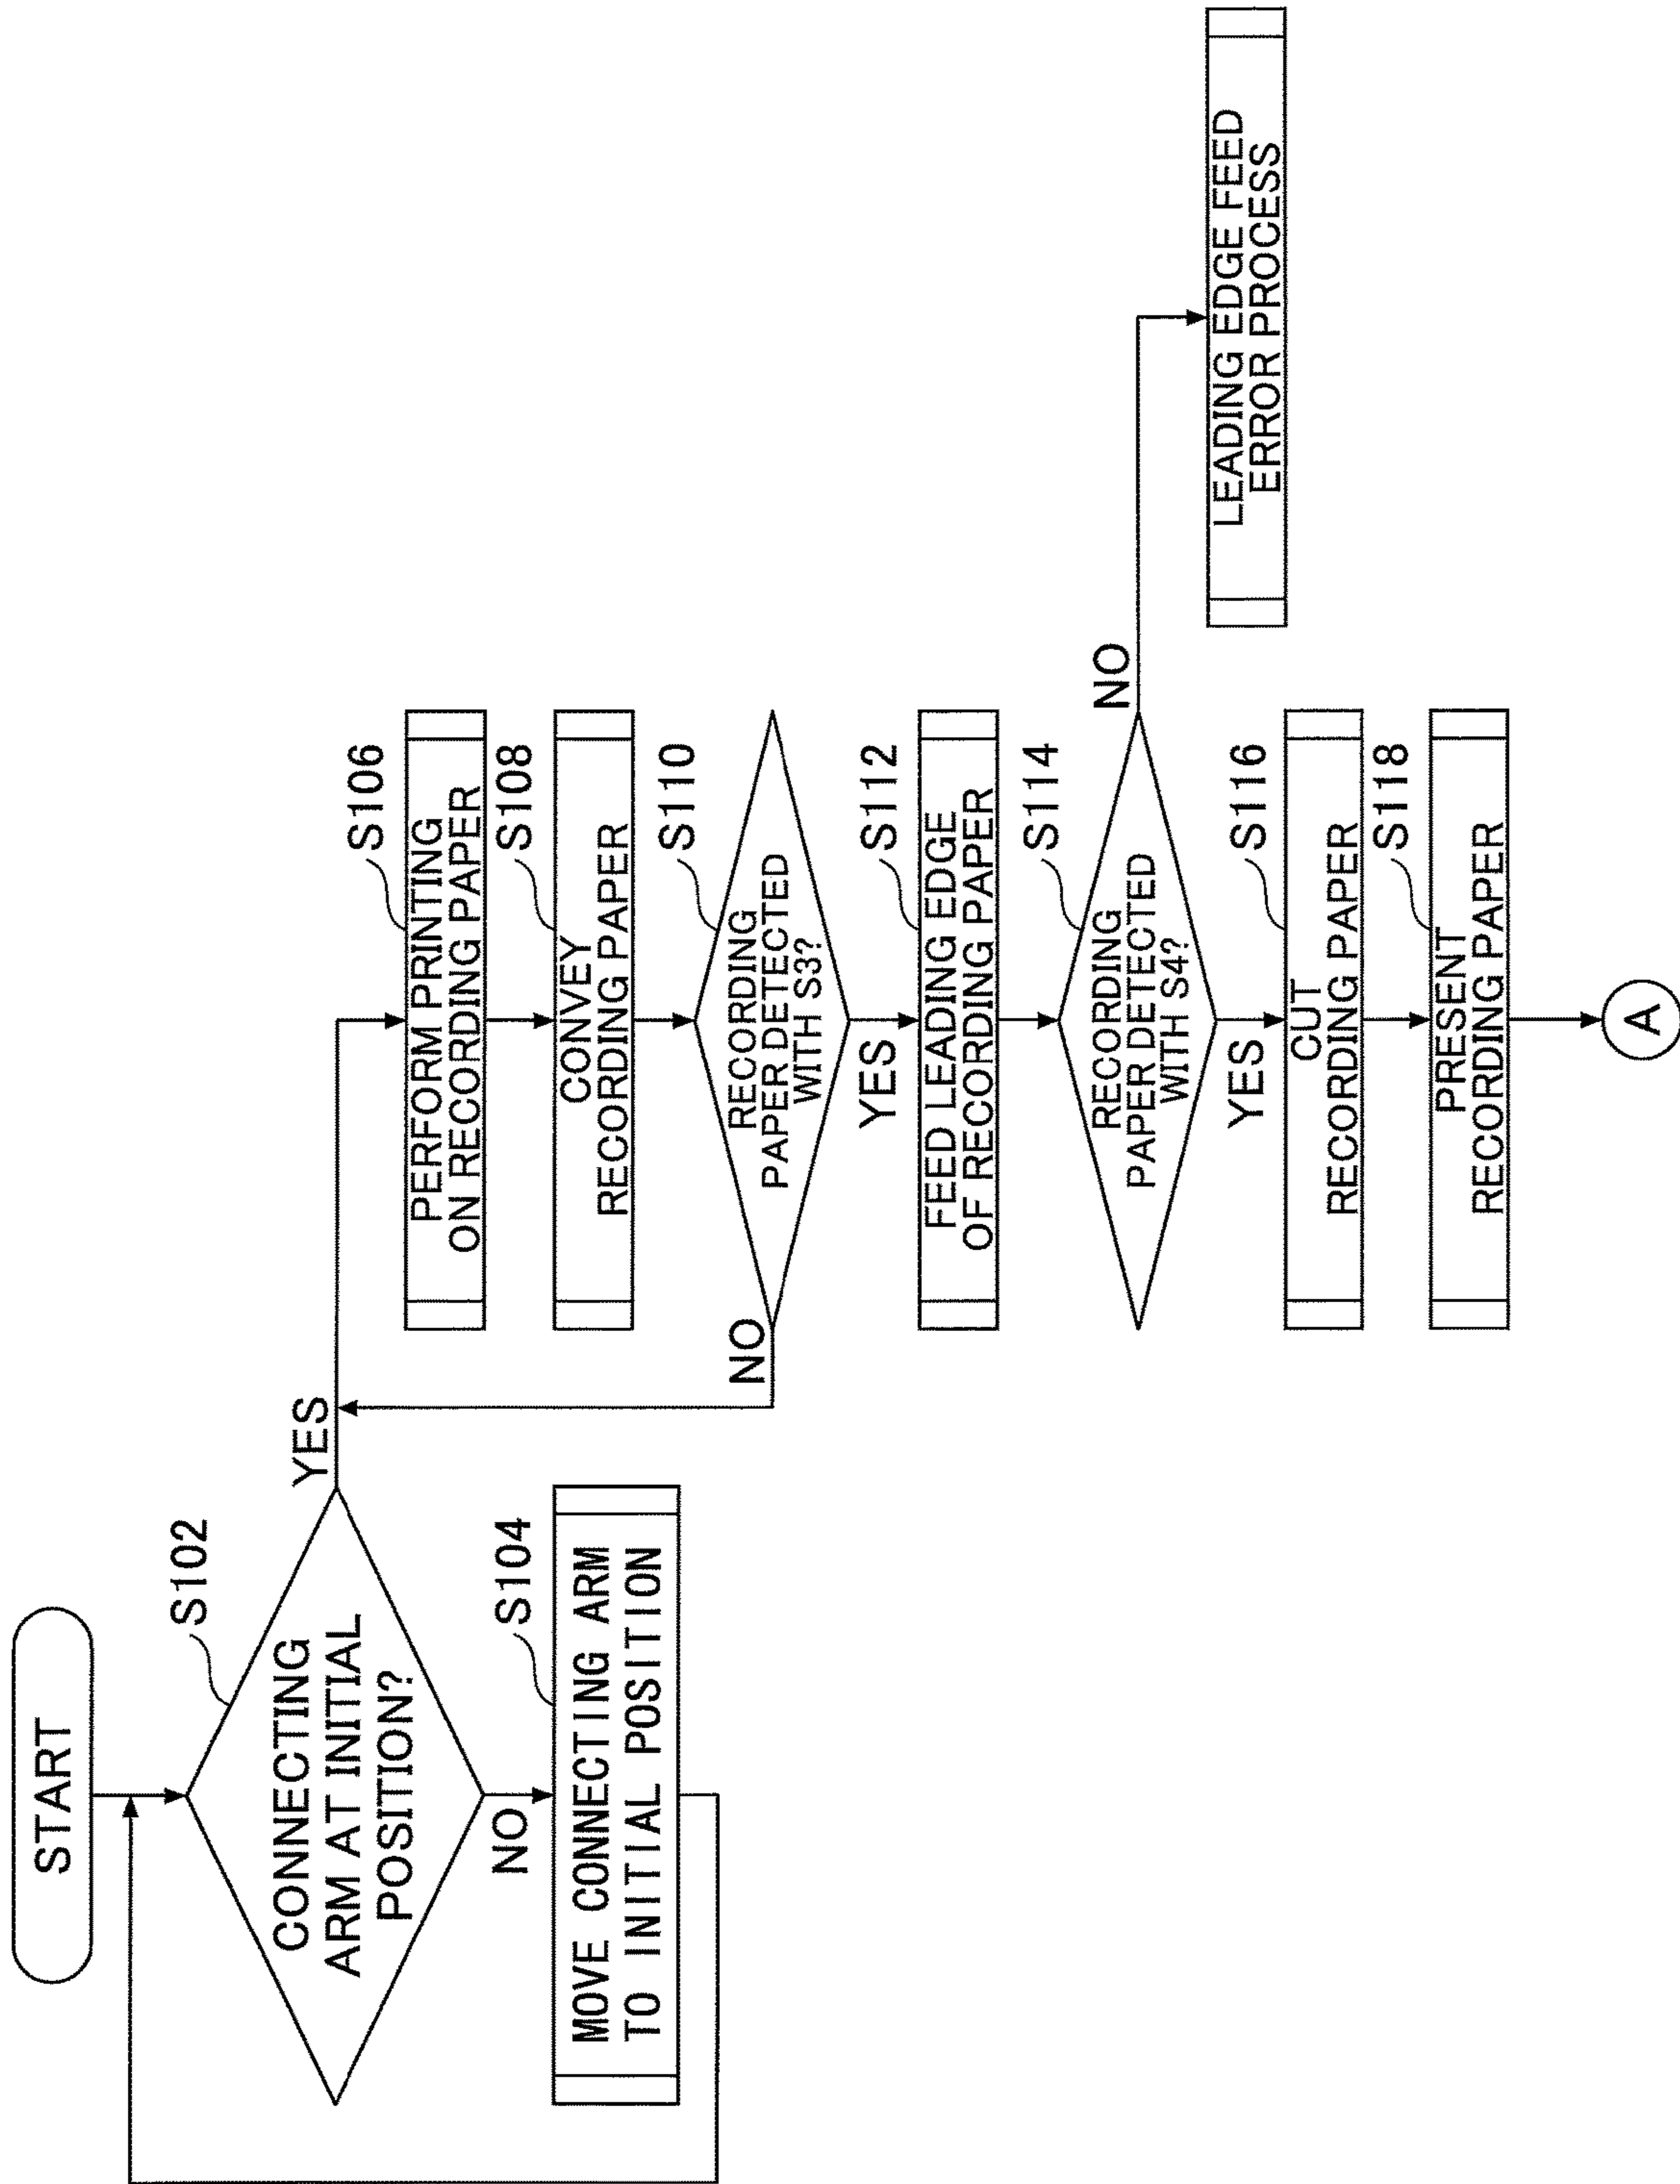 START
S102
CONNECTING
ARM AT INITIAL
POSITION?
YES
NO
S104
MOVE CONNECTING ARM
TO INITIAL POSITION
S106
PERFORM PRINTING
ON RECORDING PAPER
S108
CONVEY
RECORDING PAPER
S110
RECORDING
PAPER DETECTED
WITH S3?
NO
YES
S112
FEED LEADING EDGE
OF RECORDING PAPER
S114
RECORDING
PAPER DETECTED
WITH S4?
NO
LEADING EDGE FEED
ERROR PROCESS
YES
S116
CUT
RECORDING PAPER
S118
PRESENT
RECORDING PAPER
A